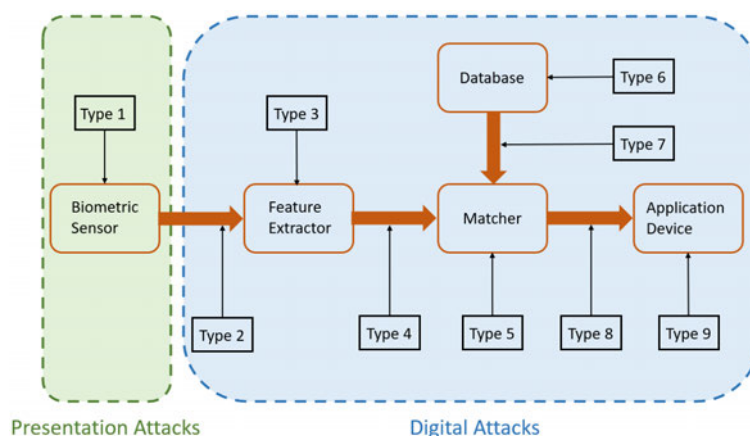 Database
Type 6
Type 1
Type 3
Type 7
Biometric
Sensor
Feature
Extractor
Matcher
Application
Device
Type 2
Type 4
Type 5
Type 8
Type 9
Presentation Attacks
Digital Attacks